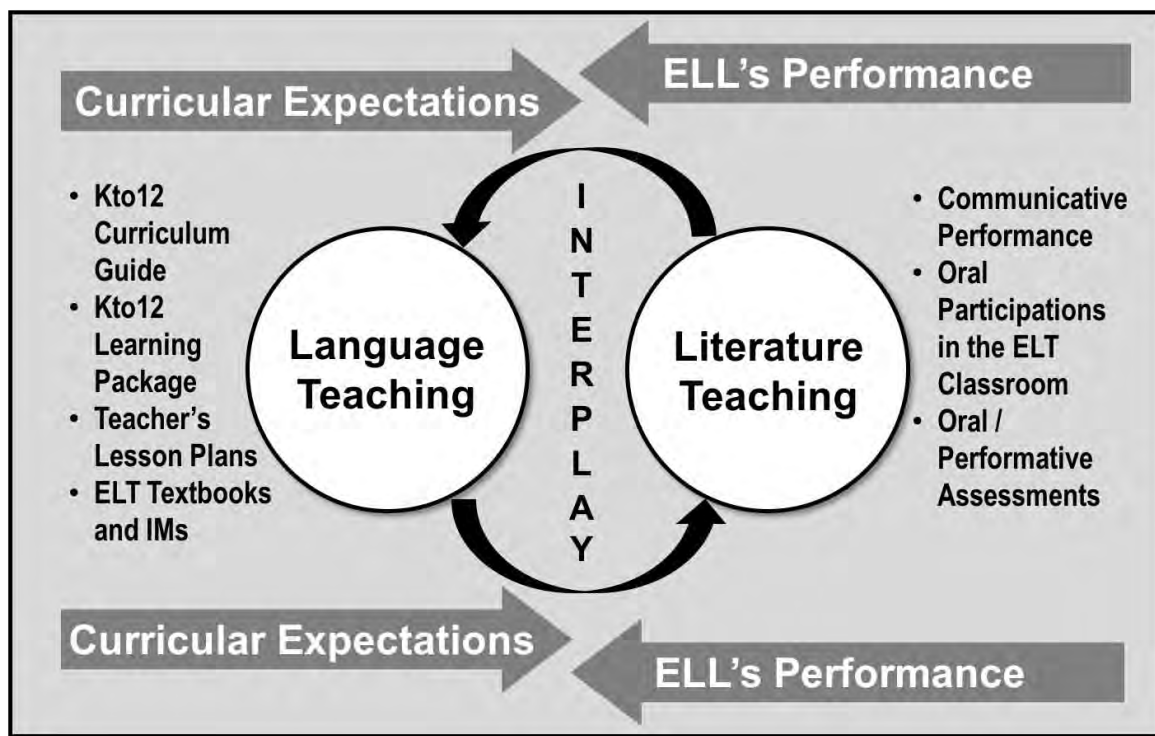 Curricular Expectations
ELL's Performance
• Kto12
Curriculum
Guide
• Kto12
Learning
Package
• Teacher's
Lesson Plans
• ELT Textbooks
and IMs
Language
Teaching
INTERPLAY
Literature
Teaching
• Communicative
Performance
• Oral
Participations
in the ELT
Classroom
• Oral /
Performative
Assessments
Curricular Expectations
ELL's Performance